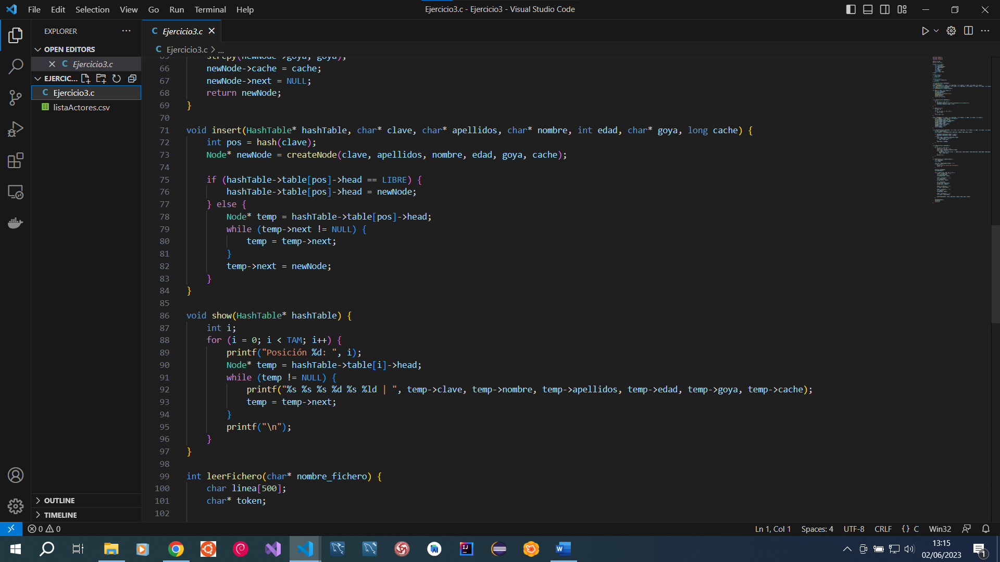 File Edit Selection View Go Run Terminal Help
Ejercicio3.c - Ejercicio3 - Visual Studio Code
EXPLORER
OPEN EDITORS
C Ejercicio3.c
EJERCIC...
C Ejercicio3.c
listaActores.csv
OUTLINE
TIMELINE
C Ejercicio3.c
C Ejercicio3.c > ...
65 strcpy(newNode->goya, goya);
66 newNode->cache = cache;
67 newNode->next = NULL;
68 return newNode;
69 }
70
71 void insert(HashTable* hashTable, char* clave, char* apellidos, char* nombre, int edad, char* goya, long cache) {
72 int pos = hash(clave);
73 Node* newNode = createNode(clave, apellidos, nombre, edad, goya, cache);
74
75 if (hashTable->table[pos]->head == LIBRE) {
76 hashTable->table[pos]->head = newNode;
77 } else {
78 Node* temp = hashTable->table[pos]->head;
79 while (temp->next != NULL) {
80 temp = temp->next;
81 }
82 temp->next = newNode;
83 }
84 }
85
86 void show(HashTable* hashTable) {
87 int i;
88 for (i = 0; i < TAM; i++) {
89 printf("Posición %d: ", i);
90 Node* temp = hashTable->table[i]->head;
91 while (temp != NULL) {
92 printf("%s %s %s %d %s %ld | ", temp->clave, temp->nombre, temp->apellidos, temp->edad, temp->goya, temp->cache);
93 temp = temp->next;
94 }
95 printf("\n");
96 }
97 }
98
99 int leerFichero(char* nombre_fichero) {
100 char linea[500];
101 char* token;
102
0 0
Ln 1, Col 1 Spaces: 4 UTF-8 CRLF {} C Win32
13:15
02/06/2023
1